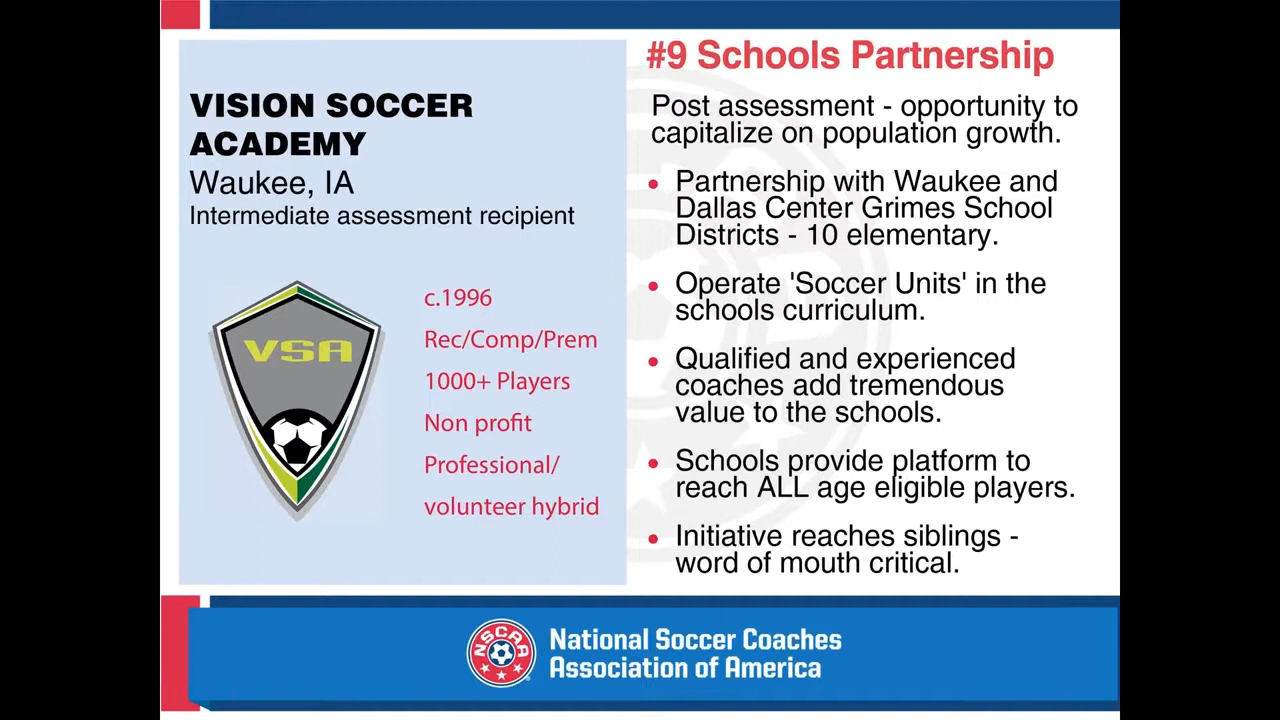 VISION SOCCER
ACADEMY
Waukee, IA
Intermediate assessment recipient
VSA
c.1996
Rec/Comp/Prem
1000+ Players
Non profit
Professional/
volunteer hybrid
#9 Schools Partnership
Post assessment - opportunity to
capitalize on population growth.
• Partnership with Waukee and
Dallas Center Grimes School
Districts - 10 elementary.
• Operate 'Soccer Units' in the
schools curriculum.
• Qualified and experienced
coaches add tremendous
value to the schools.
• Schools provide platform to
reach ALL age eligible players.
• Initiative reaches siblings -
word of mouth critical.
NSCAA
National Soccer Coaches
Association of America